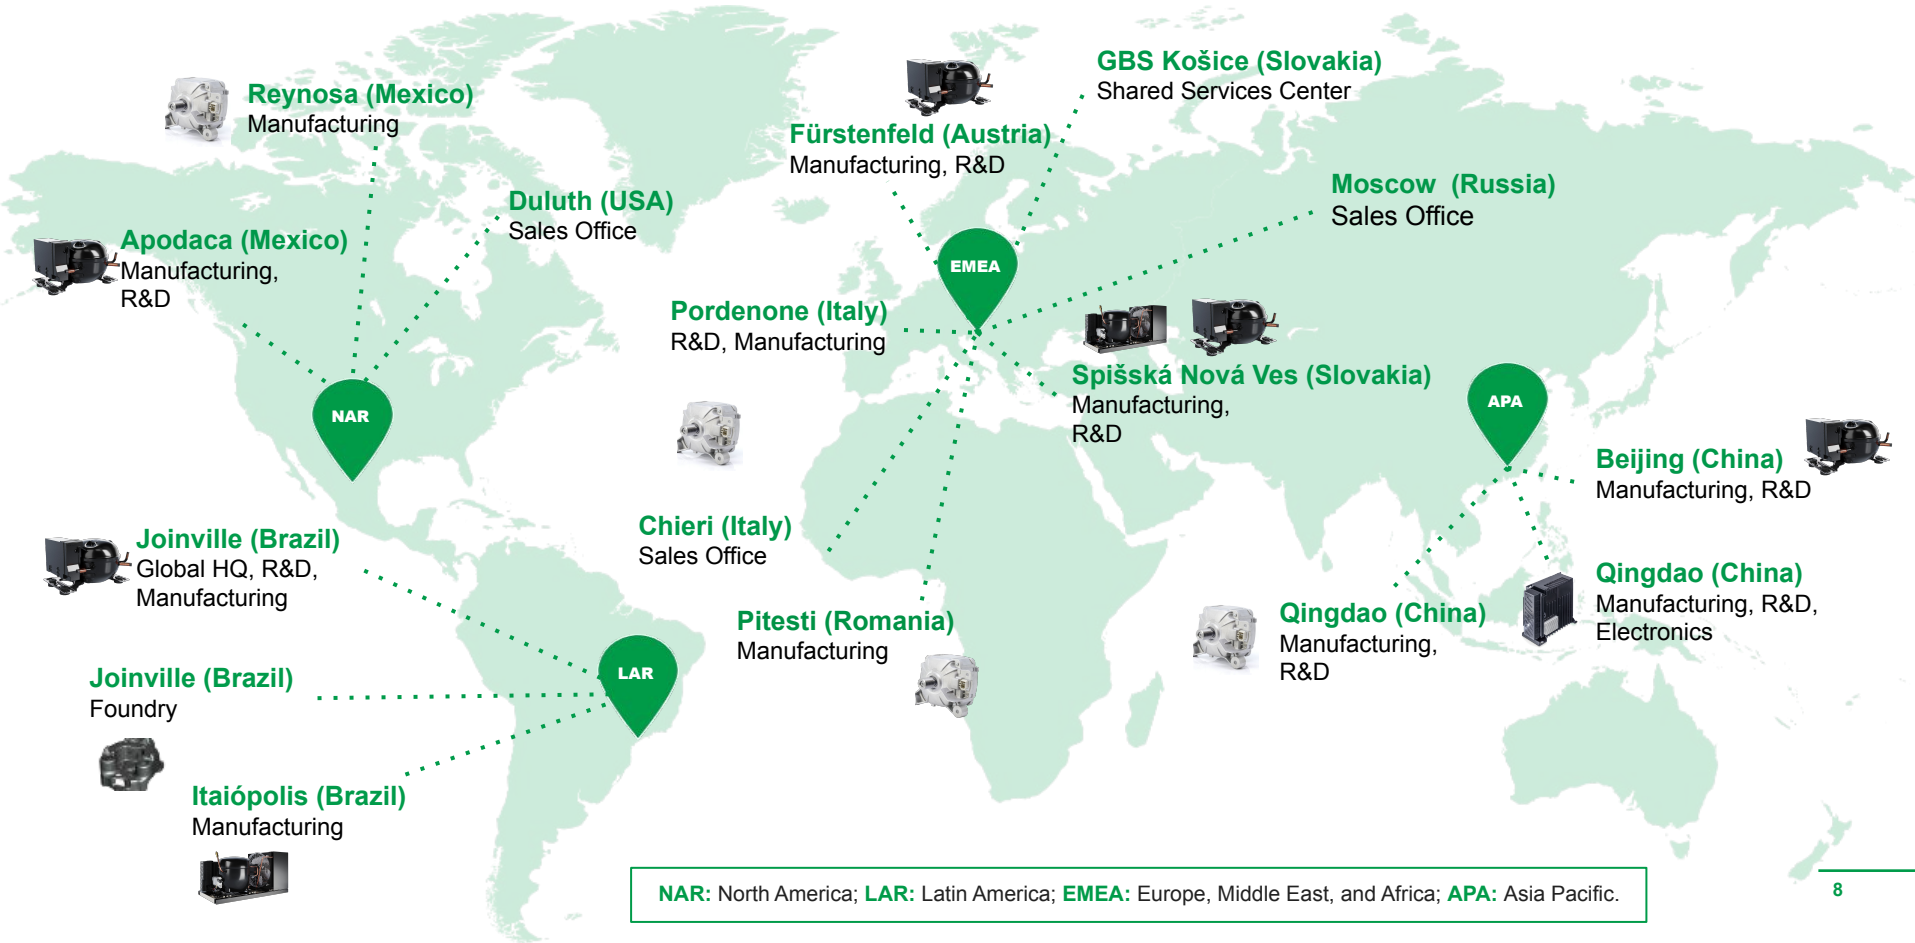 GBS Košice (Slovakia)
Shared Services Center
Reynosa (Mexico)
Manufacturing
Fürstenfeld (Austria)
Manufacturing, R&D
Moscow (Russia)
Sales Office
Duluth (USA)
Sales Office
Apodaca (Mexico)
Manufacturing,
R&D
EMEA
Pordenone (Italy)
R&D, Manufacturing
Spišská Nová Ves (Slovakia)
Manufacturing,
R&D
NAR
APA
Beijing (China)
Manufacturing, R&D
Chieri (Italy)
Sales Office
Joinville (Brazil)
Global HQ, R&D,
Manufacturing
Qingdao (China)
Manufacturing, R&D,
Electronics
Qingdao (China)
Manufacturing,
R&D
Pitesti (Romania)
Manufacturing
LAR
Joinville (Brazil)
Foundry
Itaiópolis (Brazil)
Manufacturing
NAR: North America; LAR: Latin America; EMEA: Europe, Middle East, and Africa; APA: Asia Pacific.
8